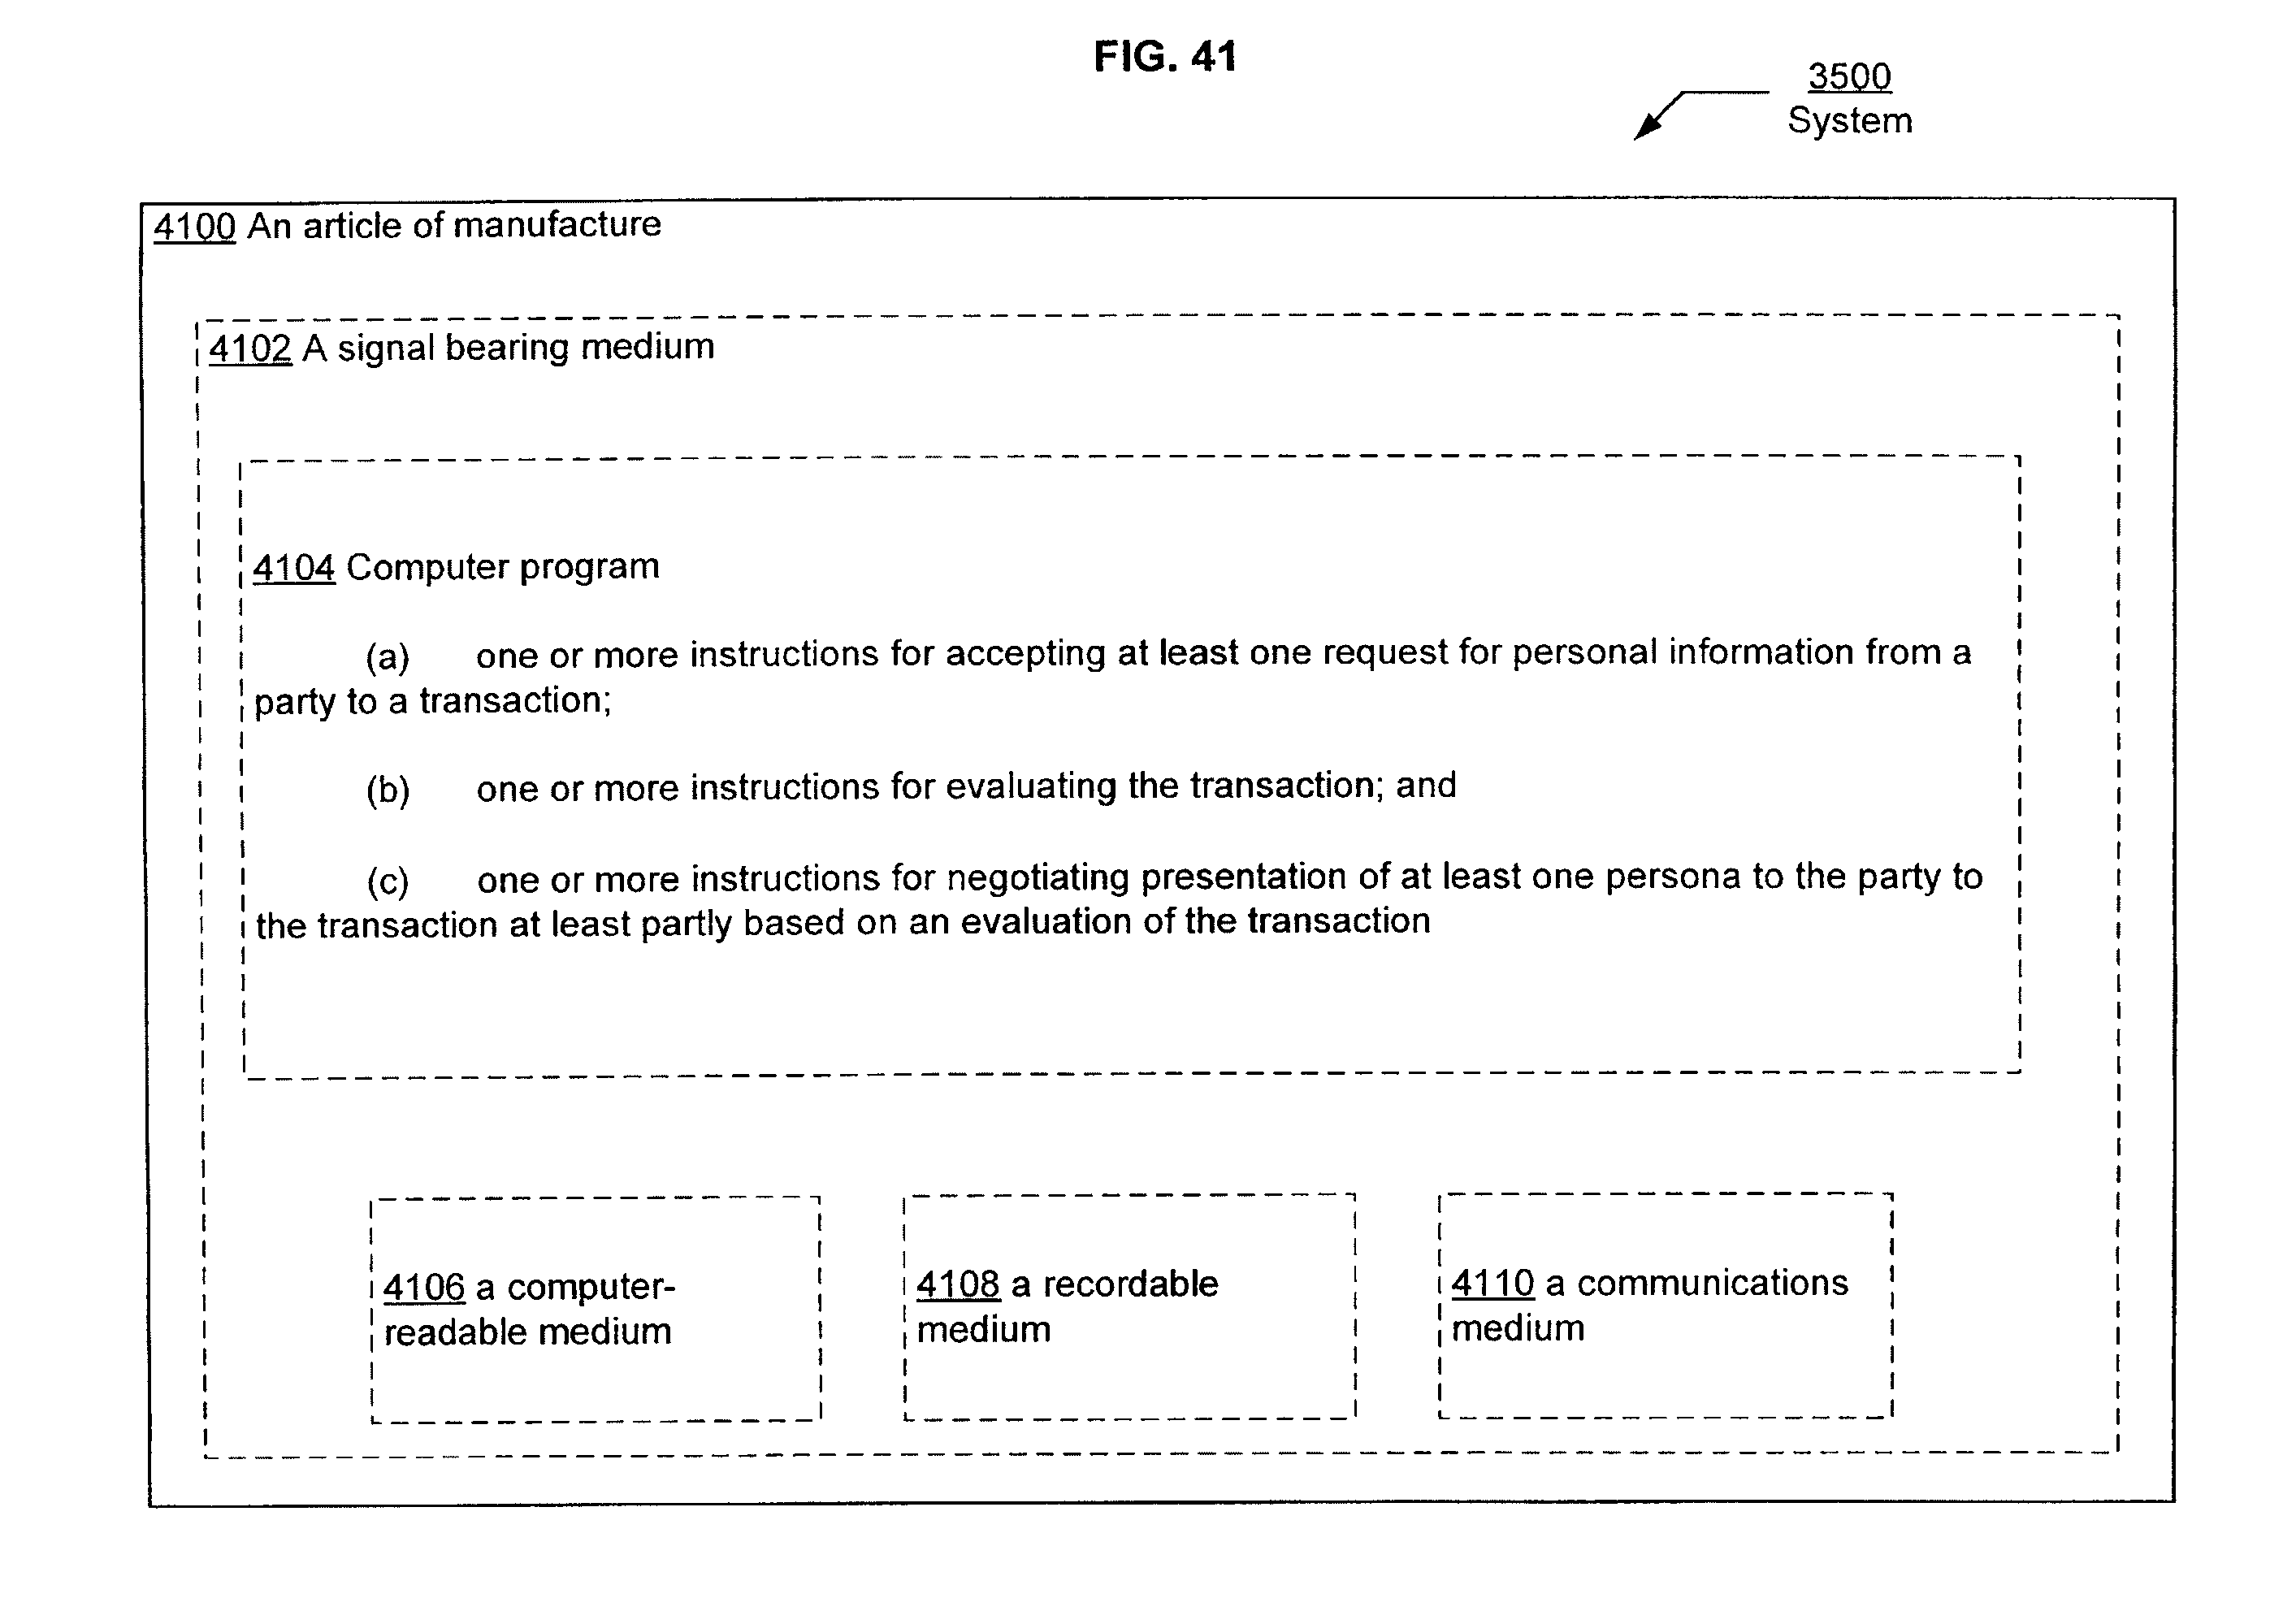 FIG. 41
3500
System
4100 An article of manufacture
4102 A signal bearing medium
4104 Computer program
(a) one or more instructions for accepting at least one request for personal information from a
party to a transaction;
(b) one or more instructions for evaluating the transaction; and
(c) one or more instructions for negotiating presentation of at least one persona to the party to
the transaction at least partly based on an evaluation of the transaction
4106 a computer-
readable medium
4108 a recordable
medium
4110 a communications
medium